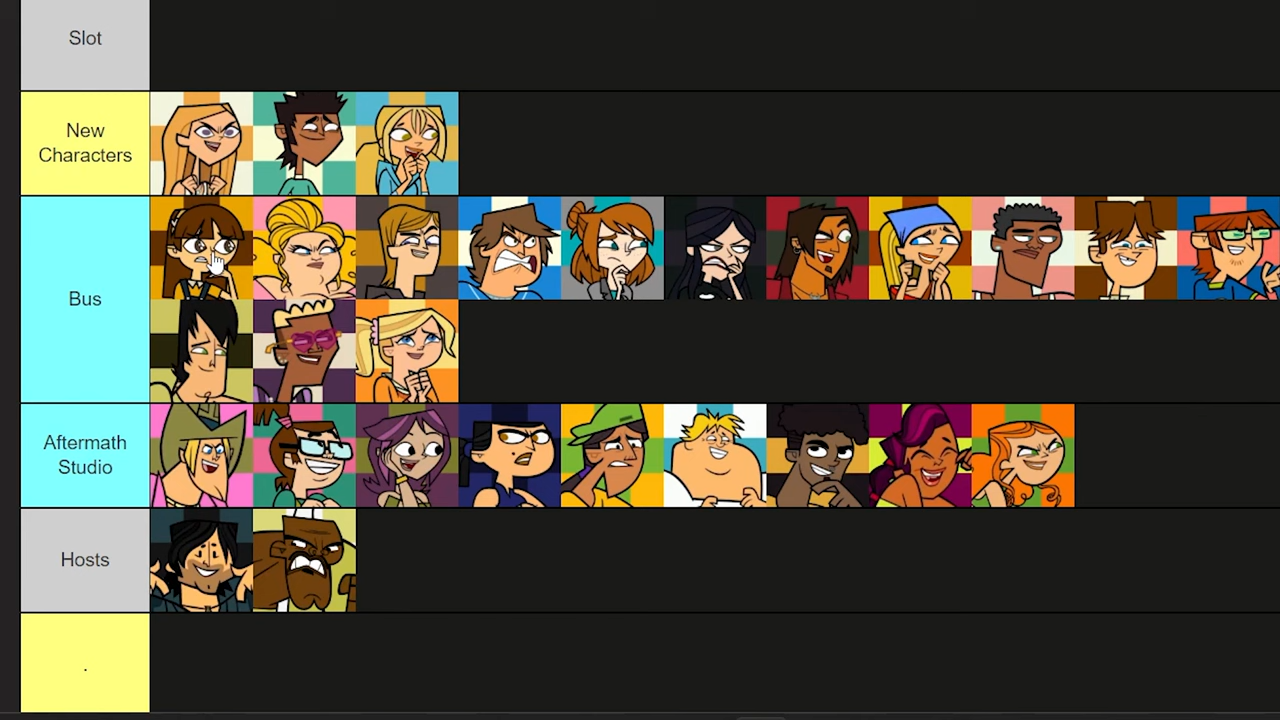 Slot
New
Characters
Bus
Aftermath
Studio
Hosts
.